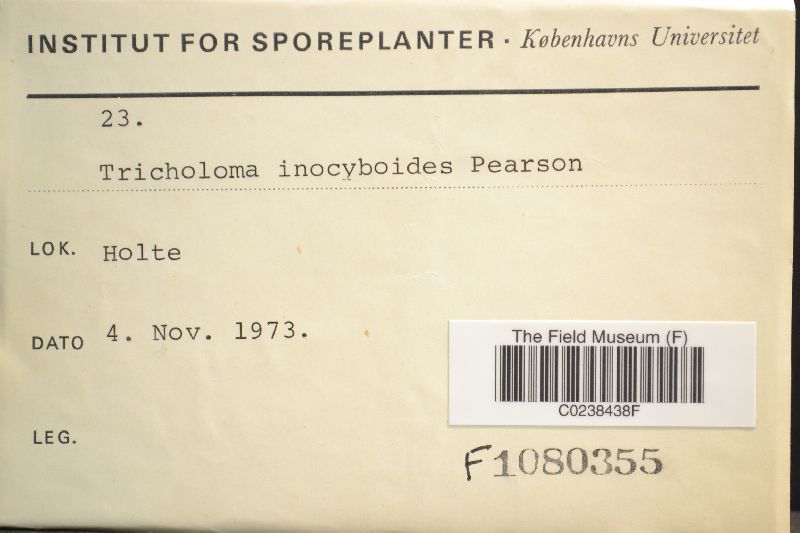 INSTITUT FOR SPOREPLANTER · Københavns Universitet
23.
Tricholoma inocyboides Pearson
LOK. Holte
DATO 4. Nov. 1973.
The Field Museum (F)
C0238438F
LEG.
F1080355